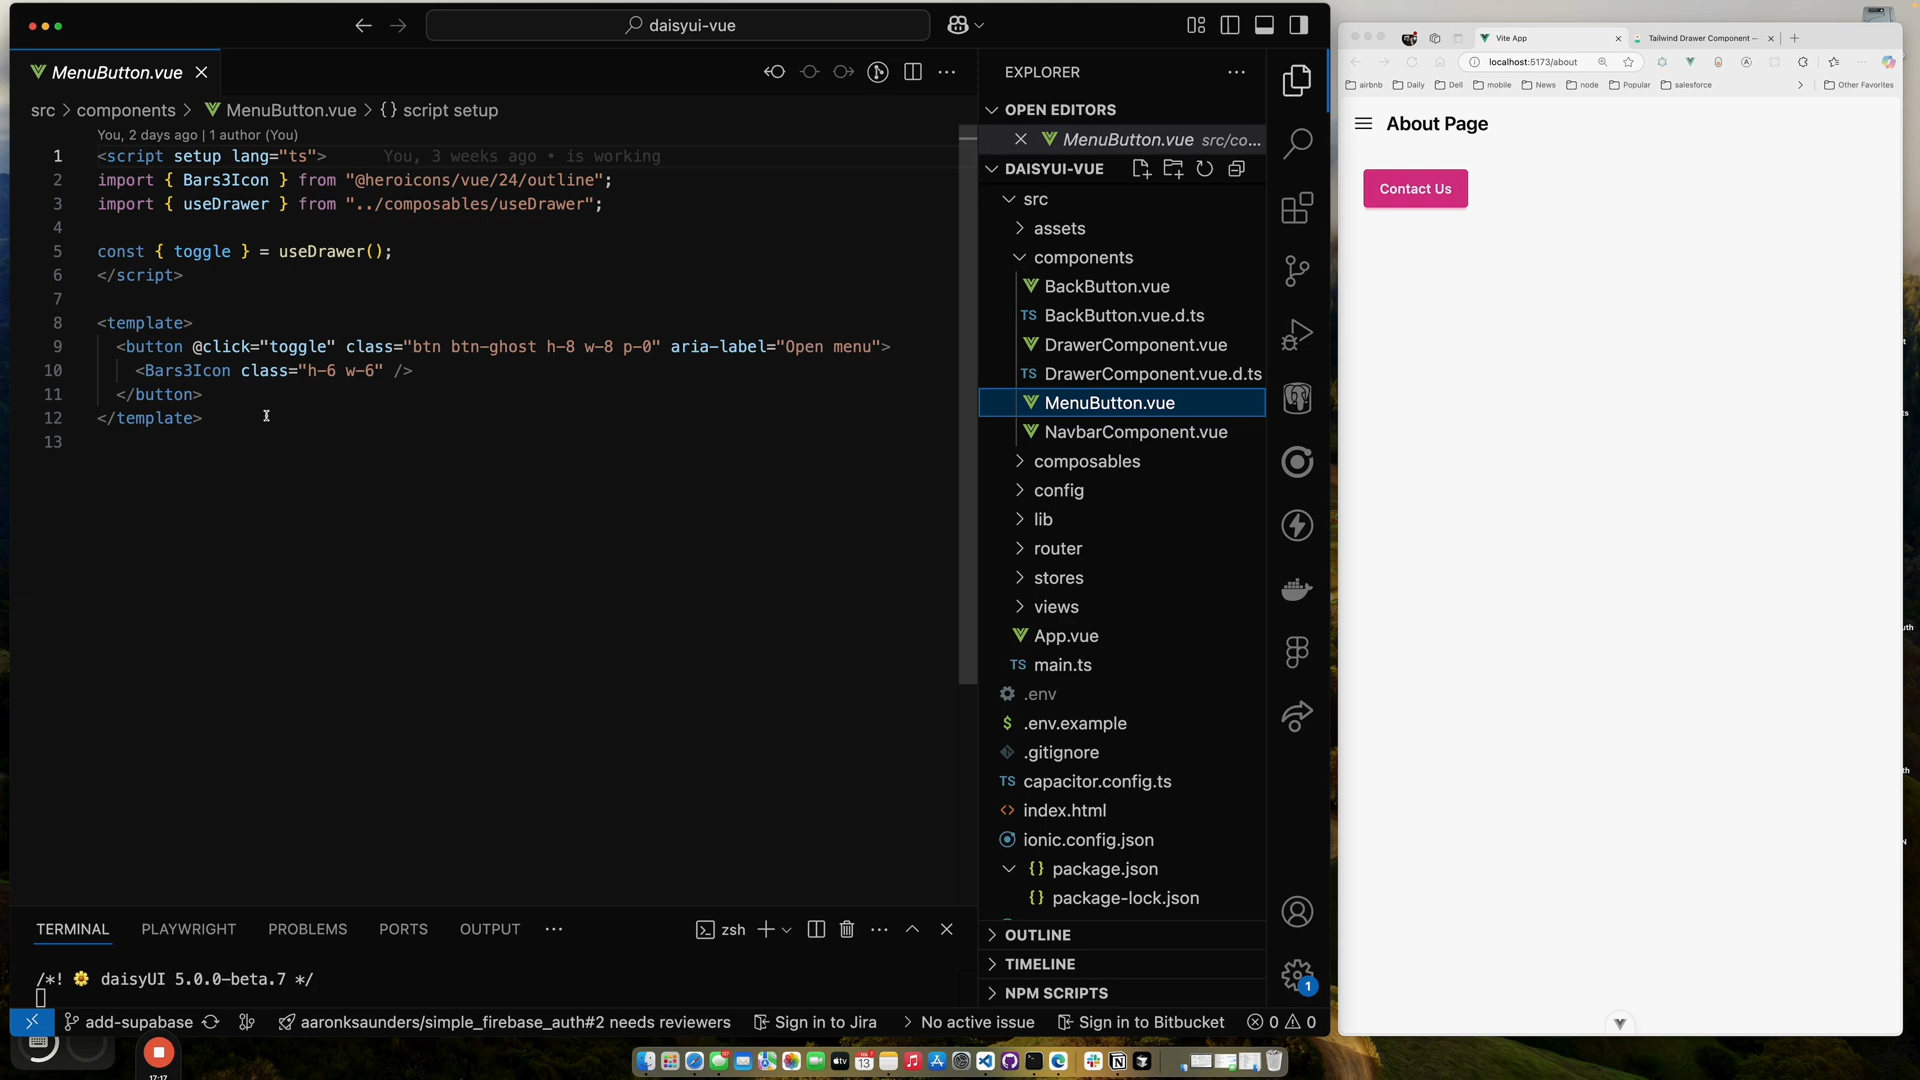 daisyui-vue
MenuButton.vue
src > components > MenuButton.vue > {} script setup
You, 2 days ago | 1 author (You)
1 <script setup lang="ts"> You, 3 weeks ago • is working
2 import { Bars3Icon } from "@heroicons/vue/24/outline";
3 import { useDrawer } from "../composables/useDrawer";
4
5 const { toggle } = useDrawer();
6 </script>
7
8 <template>
9 <button @click="toggle" class="btn btn-ghost h-8 w-8 p-0" aria-label="Open menu">
10 <Bars3Icon class="h-6 w-6" />
11 </button>
12 </template>
13
TERMINAL PLAYWRIGHT PROBLEMS PORTS OUTPUT
zsh
/*! 🌼 daisyUI 5.0.0-beta.7 */
EXPLORER
OPEN EDITORS
MenuButton.vue src/co...
DAISYUI-VUE
src
assets
components
BackButton.vue
TS BackButton.vue.d.ts
DrawerComponent.vue
TS DrawerComponent.vue.d.ts
MenuButton.vue
NavbarComponent.vue
composables
config
lib
router
stores
views
App.vue
TS main.ts
.env
$ .env.example
.gitignore
TS capacitor.config.ts
<> index.html
ionic.config.json
{} package.json
{} package-lock.json
OUTLINE
TIMELINE
NPM SCRIPTS
1
add-supabase aaronksaunders/simple_firebase_auth#2 needs reviewers Sign in to Jira No active issue Sign in to Bitbucket 0 0
Vite App Tailwind Drawer Component —
localhost:5173/about
airbnb Daily Dell mobile News node Popular salesforce Other Favorites
About Page
Contact Us
17:17
13